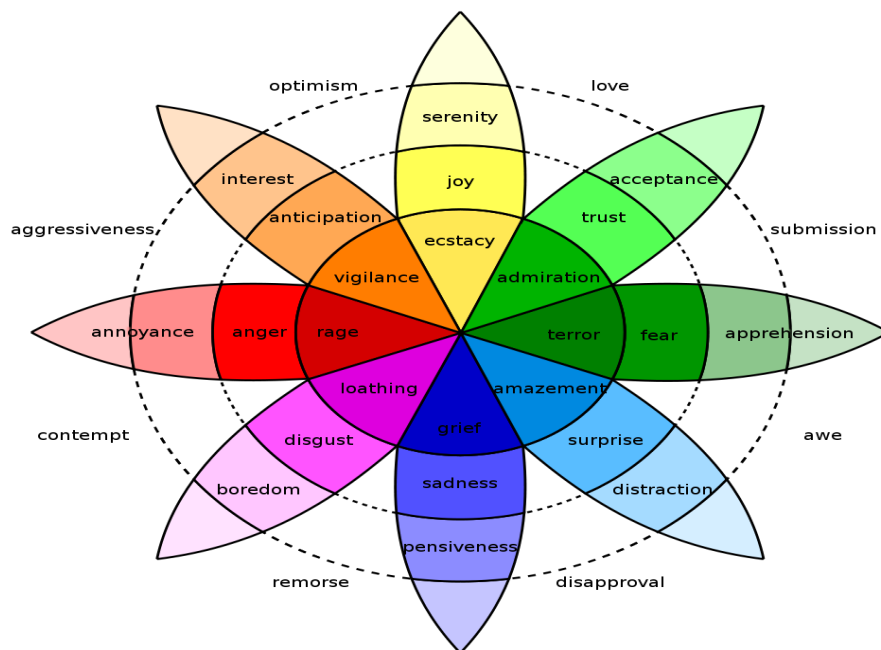 optimism
love
serenity
interest
acceptance
joy
anticipation
trust
aggressiveness
submission
ecstacy
vigilance
admiration
annoyance
anger
rage
terror
fear
apprehension
loathing
amazement
grief
contempt
awe
disgust
surprise
sadness
boredom
distraction
pensiveness
remorse
disapproval